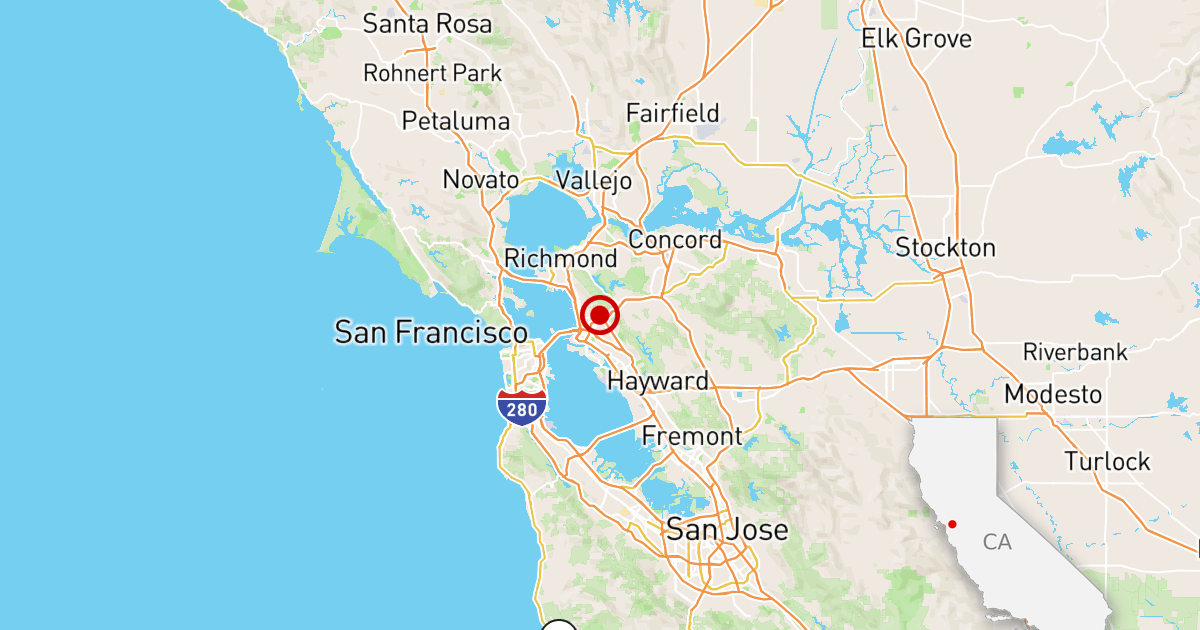 Santa Rosa
Elk Grove
Rohnert Park
Fairfield
Petaluma
Novato
Vallejo
Concord
Stockton
Richmond
San Francisco
Riverbank
Hayward
Modesto
280
Fremont
Turlock
San Jose
CA